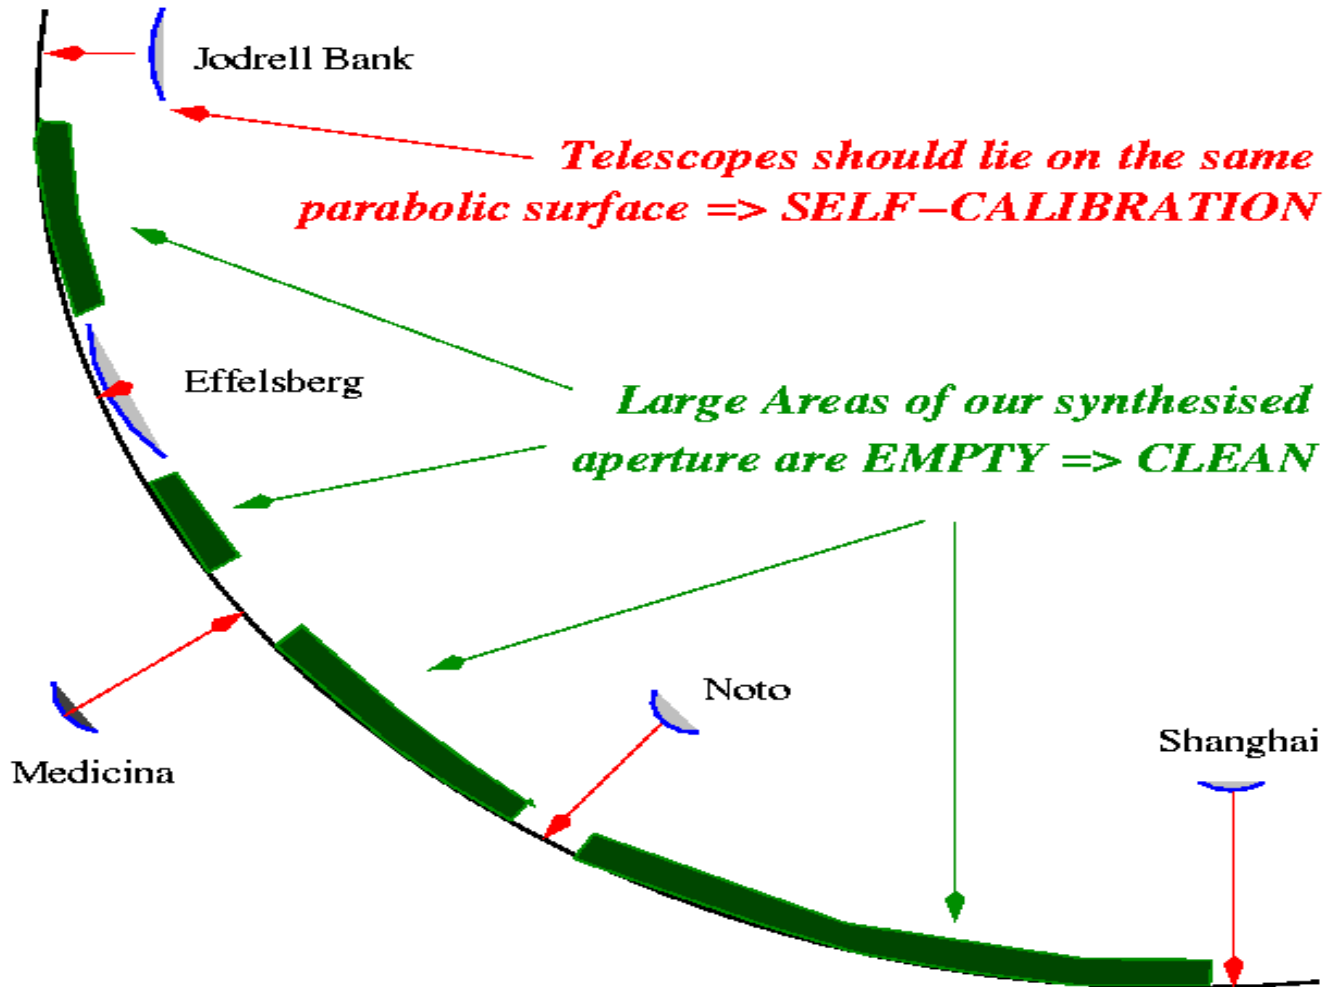 Jodrell Bank
Telescopes should lie on the same
parabolic surface => SELF-CALIBRATION
Effelsberg
Large Areas of our synthesised
aperture are EMPTY => CLEAN
Noto
Shanghai
Medicina